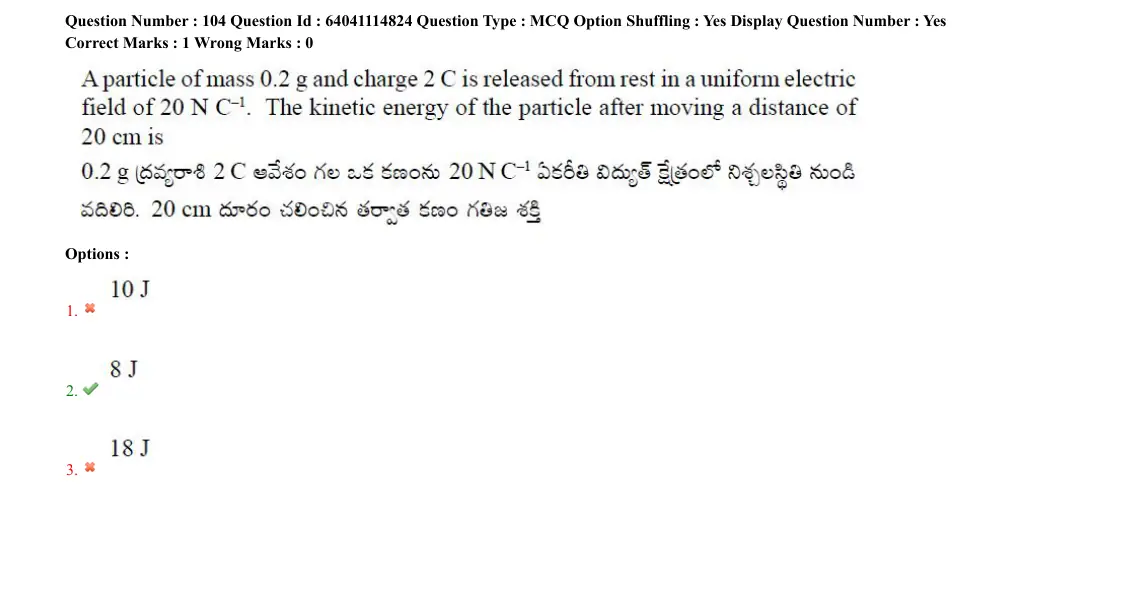 Question Number : 104 Question Id : 64041114824 Question Type : MCQ Option Shuffling : Yes Display Question Number : Yes
Correct Marks : 1 Wrong Marks : 0
A particle of mass 0.2 g and charge 2 C is released from rest in a uniform electric
field of 20 N C⁻¹. The kinetic energy of the particle after moving a distance of
20 cm is
0.2 g ద్రవ్యరాశి 2 C ఆవేశం గల ఒక కణంను 20 N C⁻¹ ఏకరీతి విద్యుత్ క్షేత్రంలో నిశ్చలస్థితి నుండి
వదిలిరి. 20 cm దూరం చలించిన తర్వాత కణం గతిజ శక్తి
Options :
10 J
1.
8 J
2.
18 J
3.